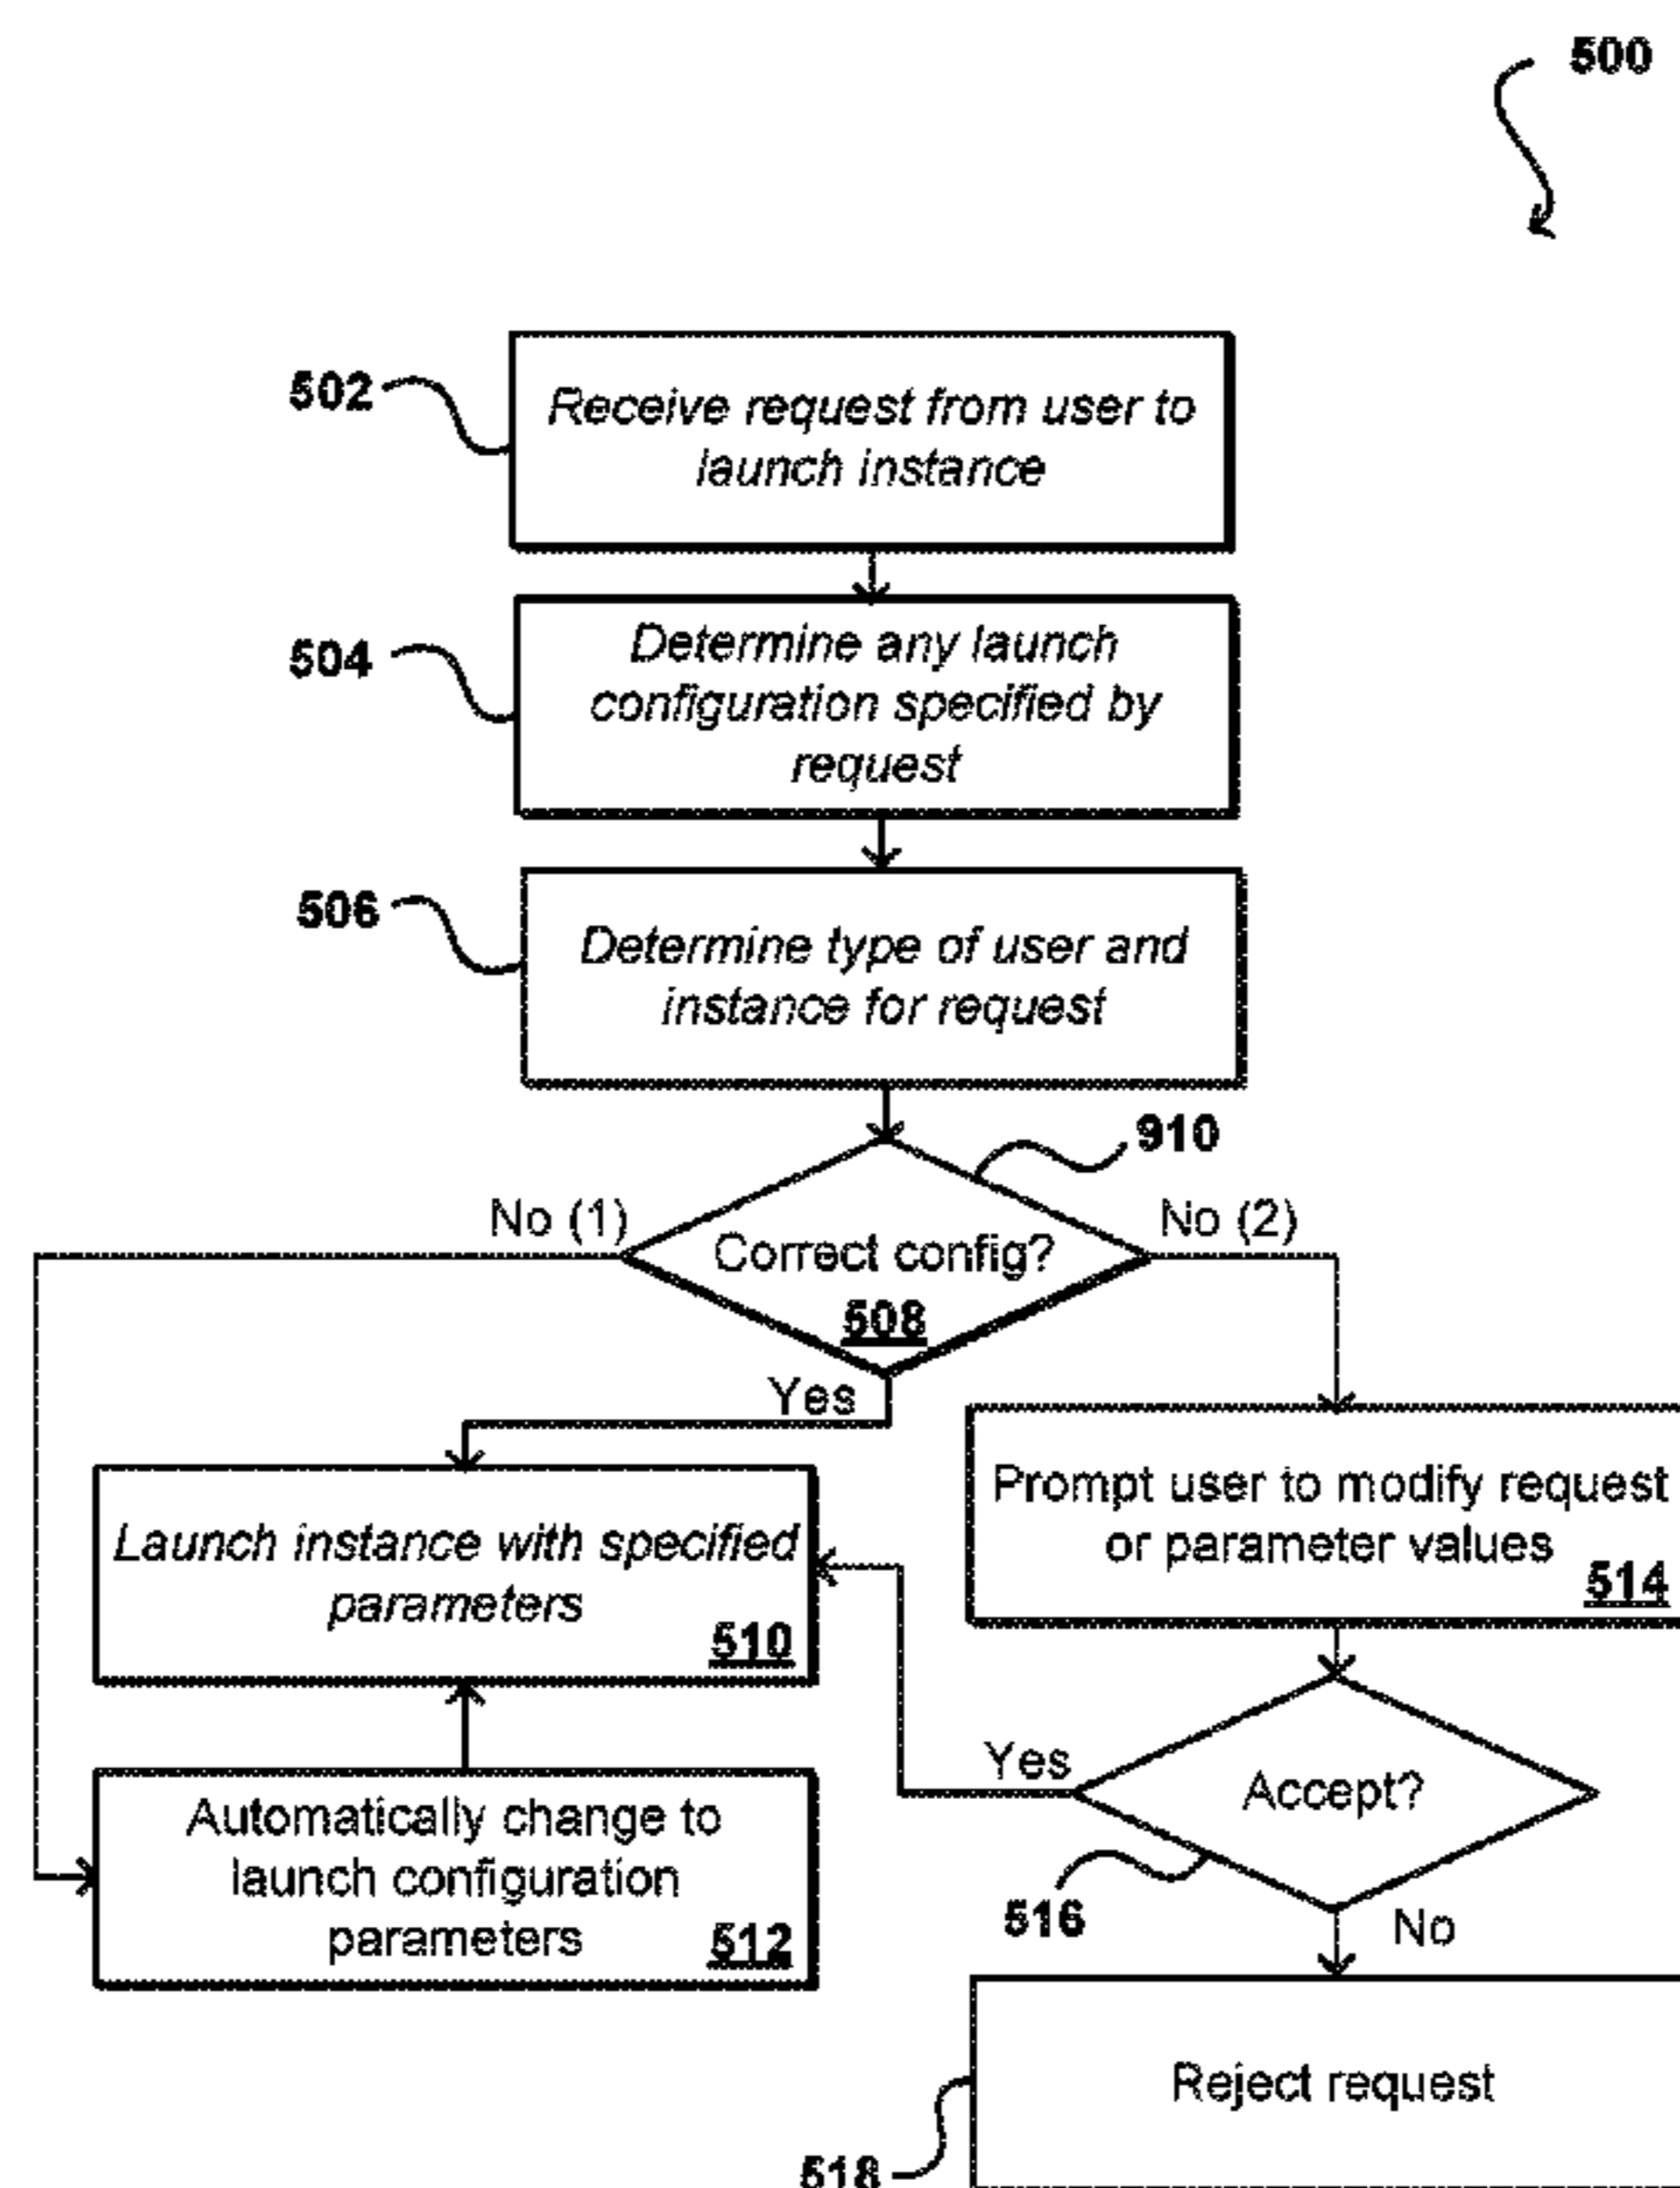 500
502
Receive request from user to
launch instance
504
Determine any launch
configuration specified by
request
506
Determine type of user and
instance for request
910
No (1)
No (2)
Correct config?
508
Yes
Prompt user to modify request
or parameter values
514
Launch instance with specified
parameters
510
Yes
Accept?
Automatically change to
launch configuration
parameters
512
516
No
Reject request
518